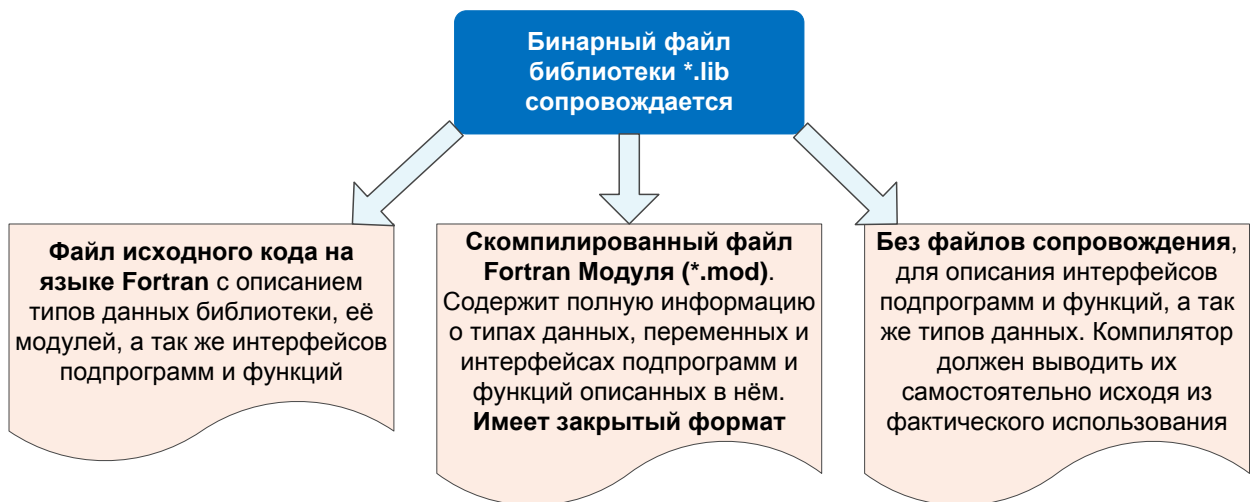 Бинарный файл
библиотеки *.lib
сопровождается
Файл исходного кода на
языке Fortran с описанием
типов данных библиотеки, её
модулей, а так же интерфейсов
подпрограмм и функций
Скомпилированный файл
Fortran Модуля (*.mod).
Содержит полную информацию
о типах данных, переменных и
интерфейсах подпрограмм и
функций описанных в нём.
Имеет закрытый формат
Без файлов сопровождения,
для описания интерфейсов
подпрограмм и функций, а так
же типов данных. Компилятор
должен выводить их
самостоятельно исходя из
фактического использования